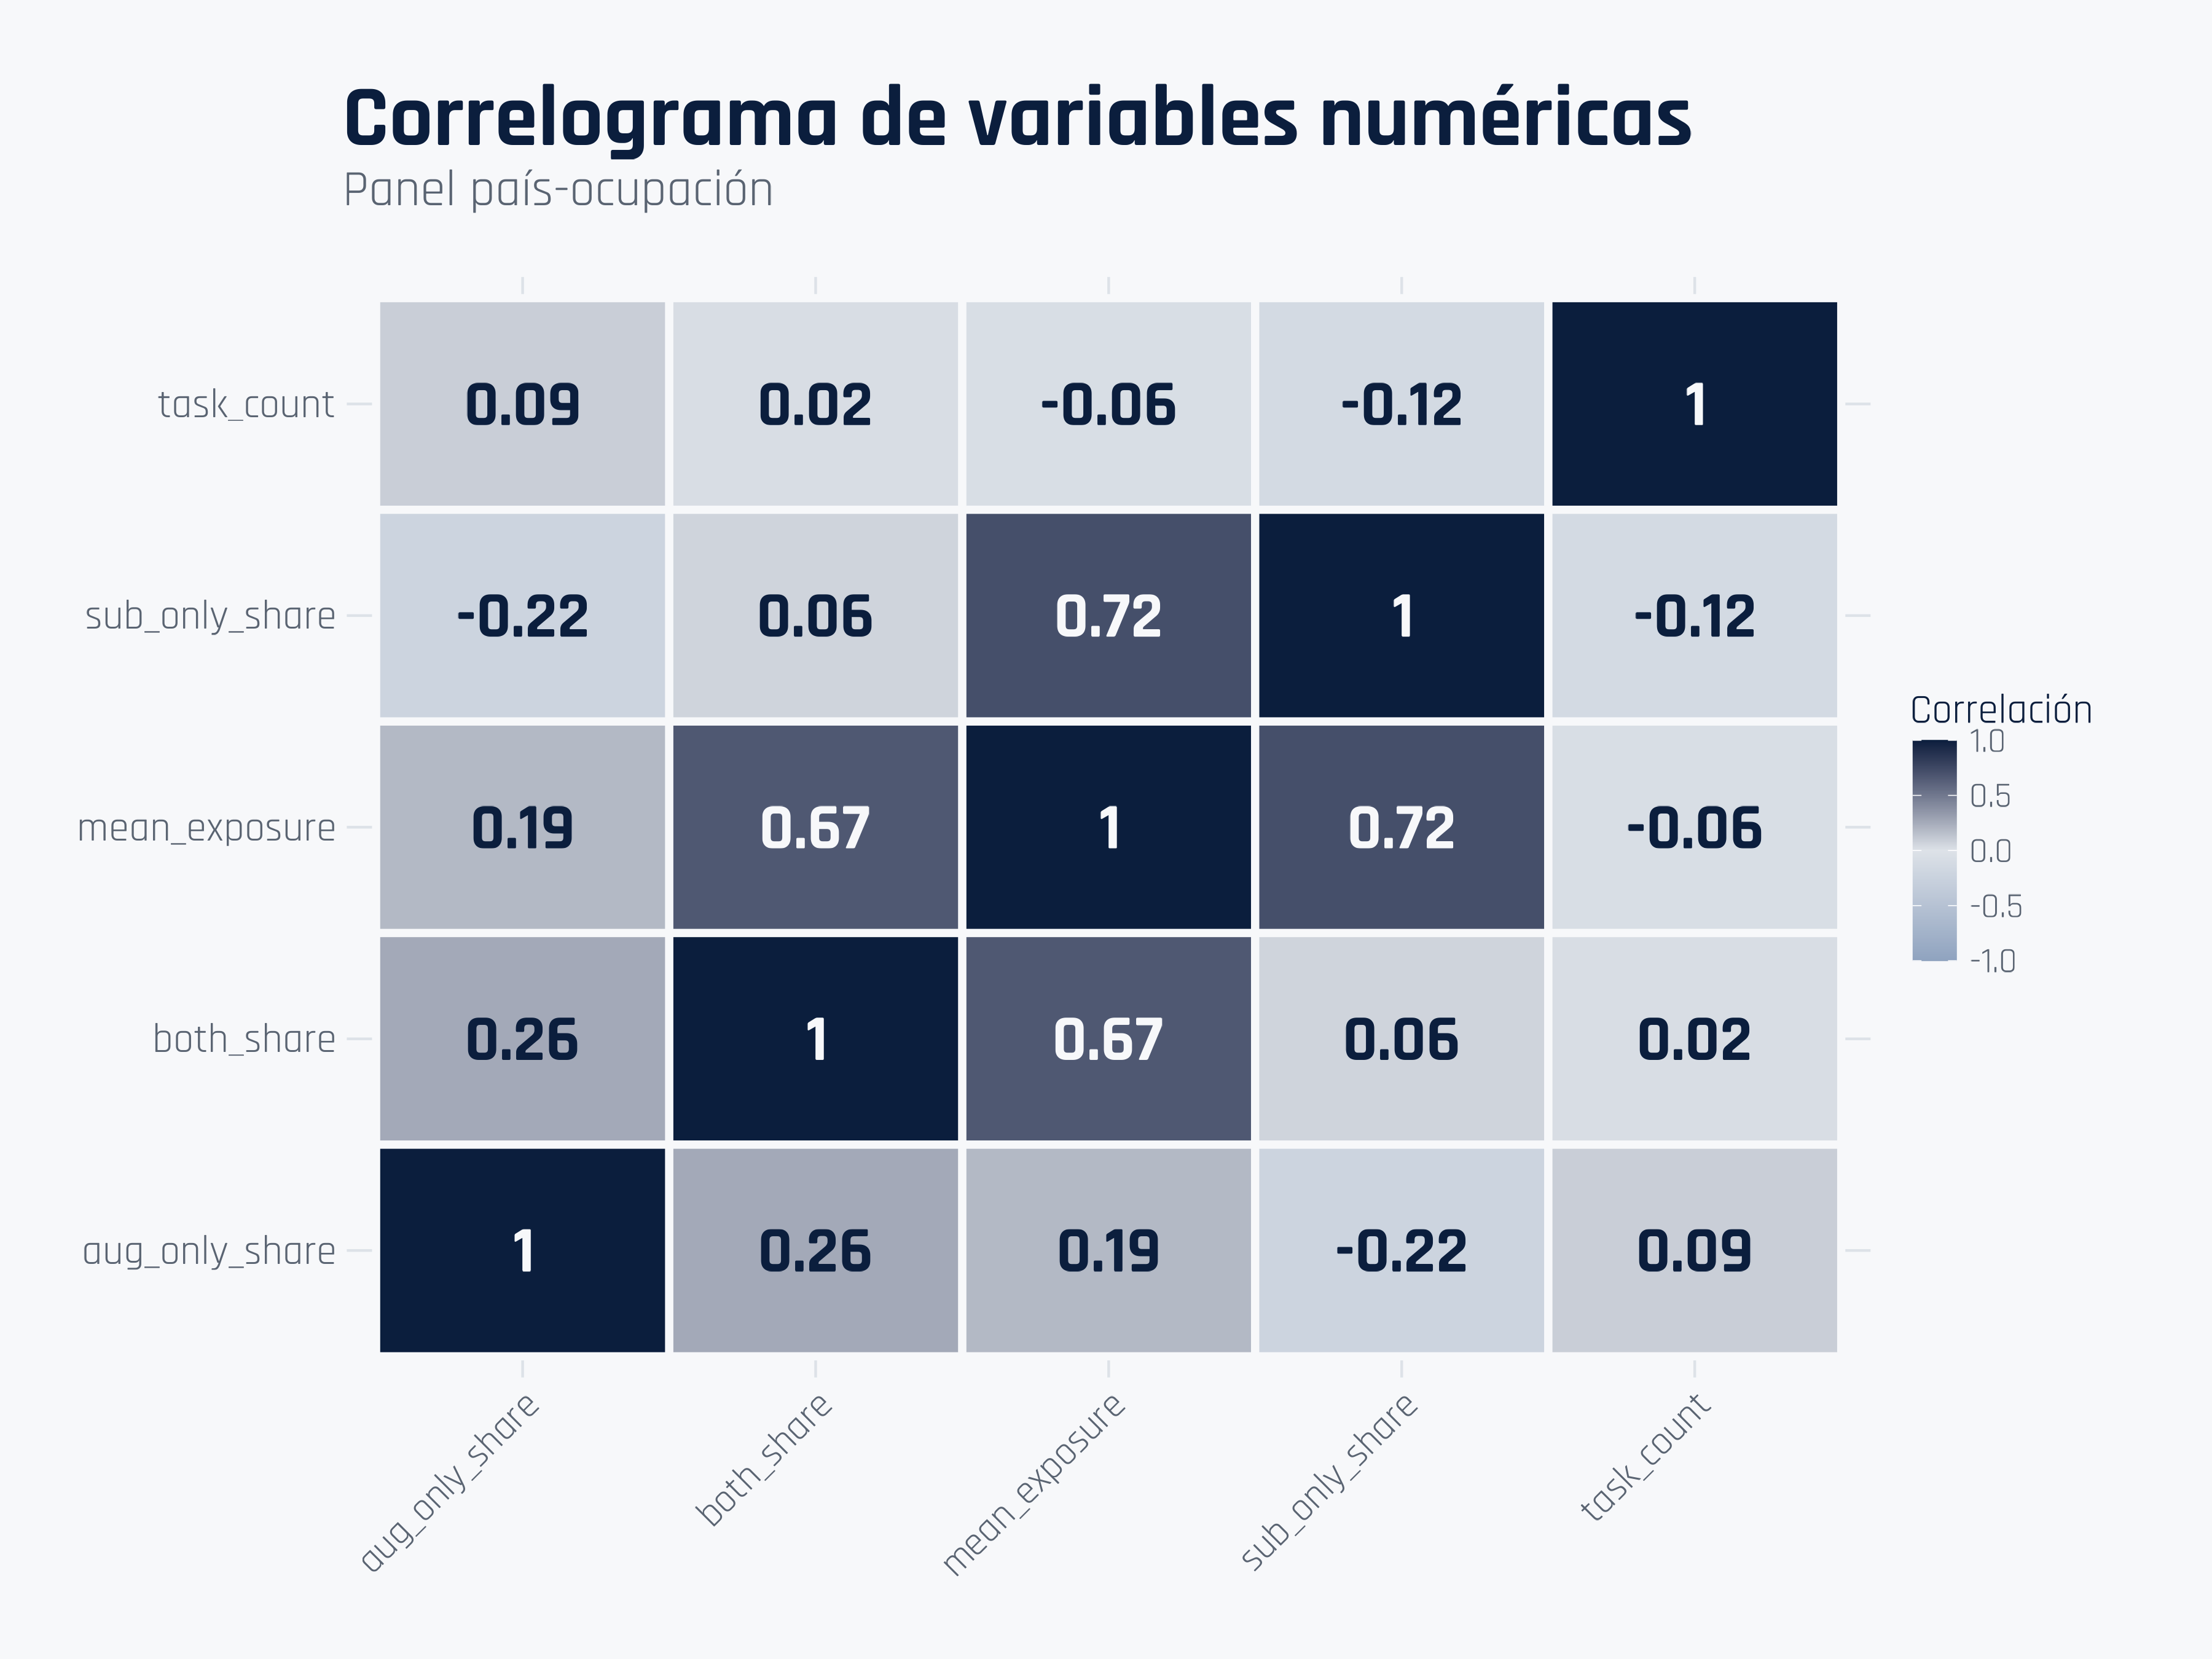 Correlograma de variables numéricas
Panel país-ocupación
task_count 0.09 0.02 -0.06 -0.12 1
sub_only_share -0.22 0.06 0.72 1 -0.12
mean_exposure 0.19 0.67 1 0.72 -0.06
both_share 0.26 1 0.67 0.06 0.02
aug_only_share 1 0.26 0.19 -0.22 0.09
aug_only_share both_share mean_exposure sub_only_share task_count
Correlación
1.0
0.5
0.0
-0.5
-1.0